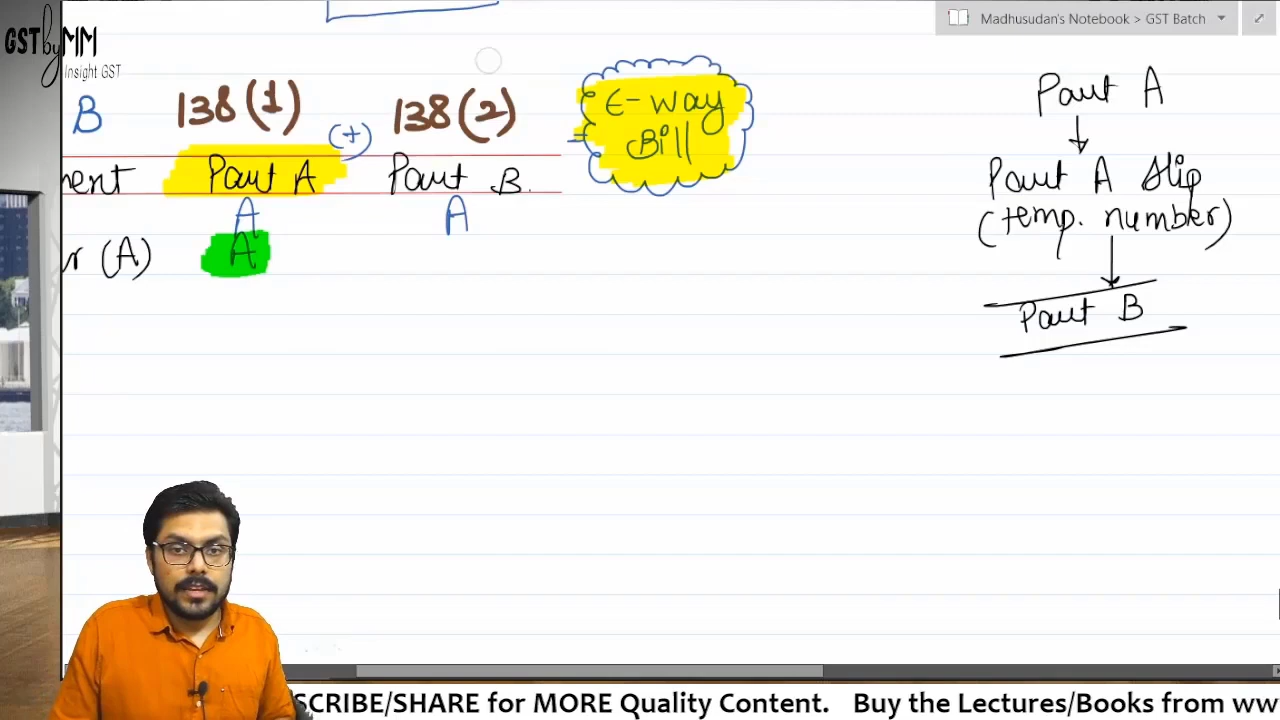 GST by MM
Insight GST
Madhusudan's Notebook > GST Batch
B 138(1) (+) 138(2) = E-way Bill
ment Part A Part B.
A A
r (A) A
Part A
Part A Slip
(temp. number)
Part B
SCRIBE/SHARE for MORE Quality Content. Buy the Lectures/Books from ww